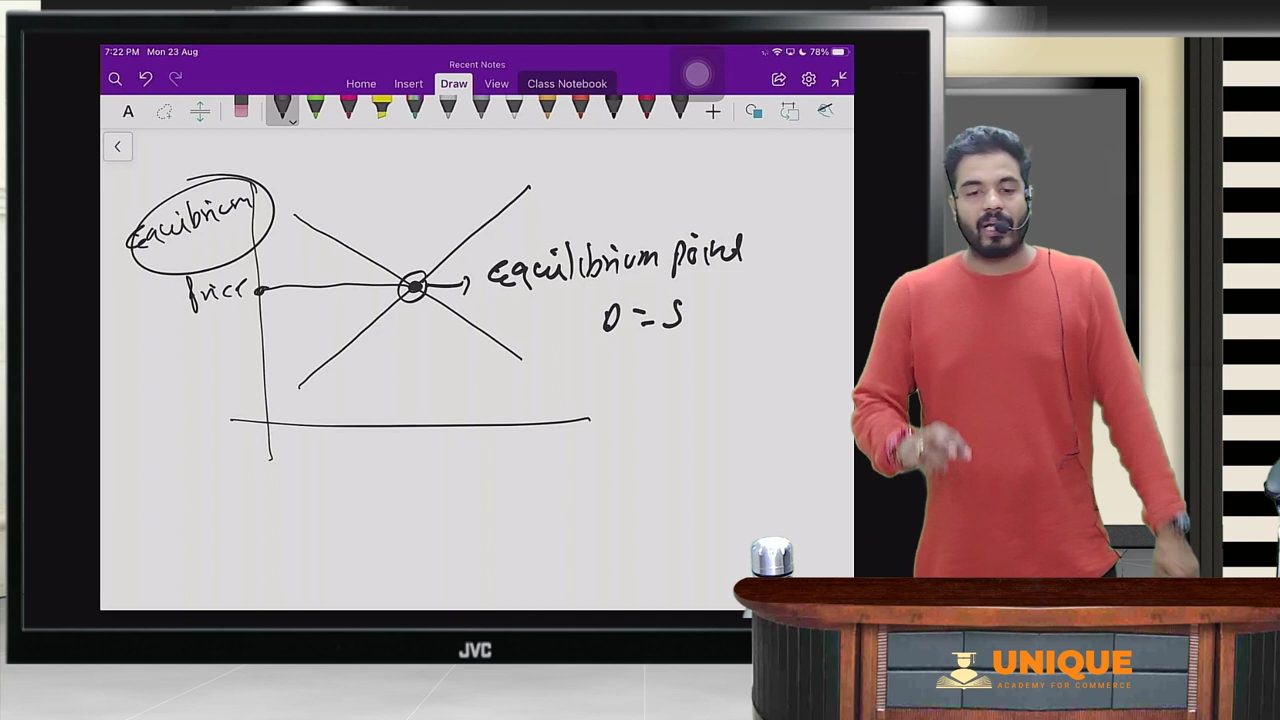 7:22 PM Mon 23 Aug
78%
Recent Notes
Home Insert Draw View Class Notebook
A
Equilibrium
Price
Equilibrium point
D = S
JVC
UNIQUE
ACADEMY FOR COMMERCE